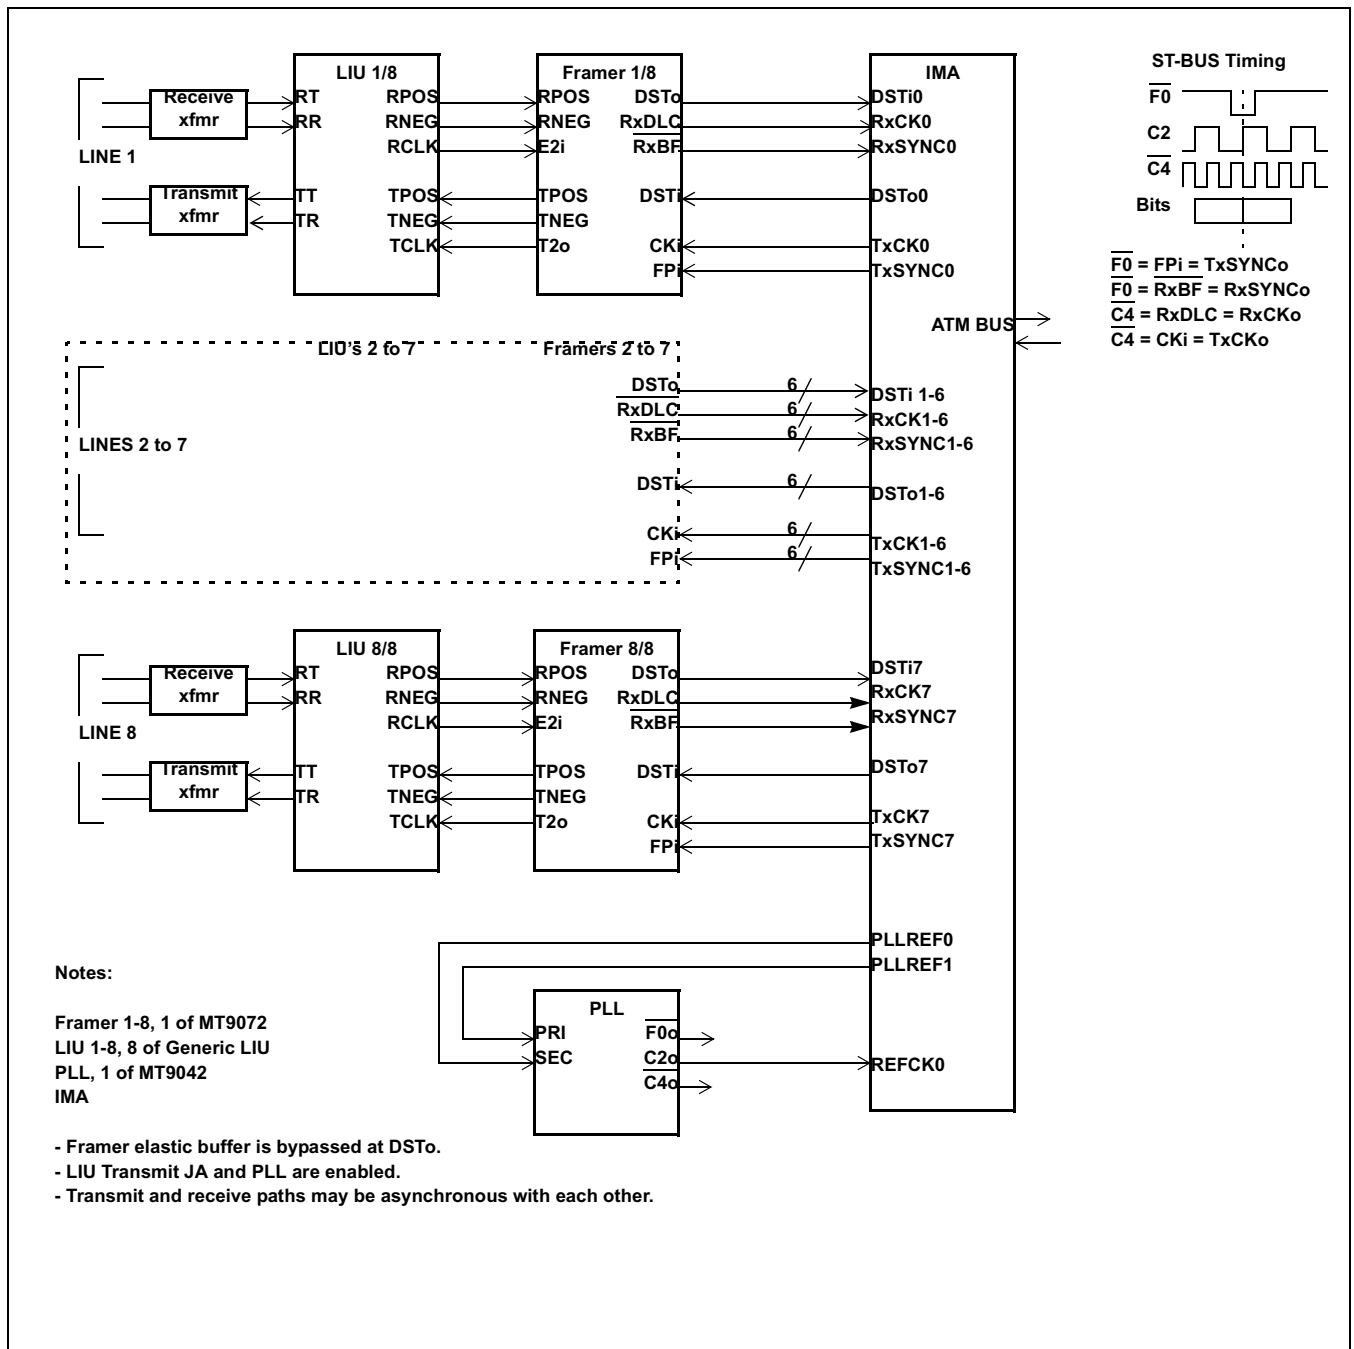 LIU 1/8
Framer 1/8
IMA
ST-BUS Timing
Receive
xfmr
RT
RR
RPOS
RNEG
RCLK
RPOS
RNEG
E2i
DSTo
RxDLC
RxBF
DSTi0
RxCK0
RxSYNC0
LINE 1
Transmit
xfmr
TT
TR
TPOS
TNEG
TCLK
TPOS
TNEG
T2o
DSTi
CKi
FPi
DSTo0
TxCK0
TxSYNC0
F0
C2
C4
Bits
F0 = FPi = TxSYNCo
F0 = RxBF = RxSYNCo
C4 = RxDLC = RxCKo
C4 = CKi = TxCKo
ATM BUS
LIU's 2 to 7
Framers 2 to 7
LINES 2 to 7
DSTo
RxDLC
RxBF
DSTi
CKi
FPi
6
6
6
6
6
6
DSTi 1-6
RxCK1-6
RxSYNC1-6
DSTo1-6
TxCK1-6
TxSYNC1-6
LIU 8/8
Framer 8/8
Receive
xfmr
RT
RR
RPOS
RNEG
RCLK
RPOS
RNEG
E2i
DSTo
RxDLC
RxBF
DSTi7
RxCK7
RxSYNC7
LINE 8
Transmit
xfmr
TT
TR
TPOS
TNEG
TCLK
TPOS
TNEG
T2o
DSTi
CKi
FPi
DSTo7
TxCK7
TxSYNC7
PLLREF0
PLLREF1
PLL
PRI
SEC
F0o
C2o
C4o
REFCK0
Notes:
Framer 1-8, 1 of MT9072
LIU 1-8, 8 of Generic LIU
PLL, 1 of MT9042
IMA
- Framer elastic buffer is bypassed at DSTo.
- LIU Transmit JA and PLL are enabled.
- Transmit and receive paths may be asynchronous with each other.